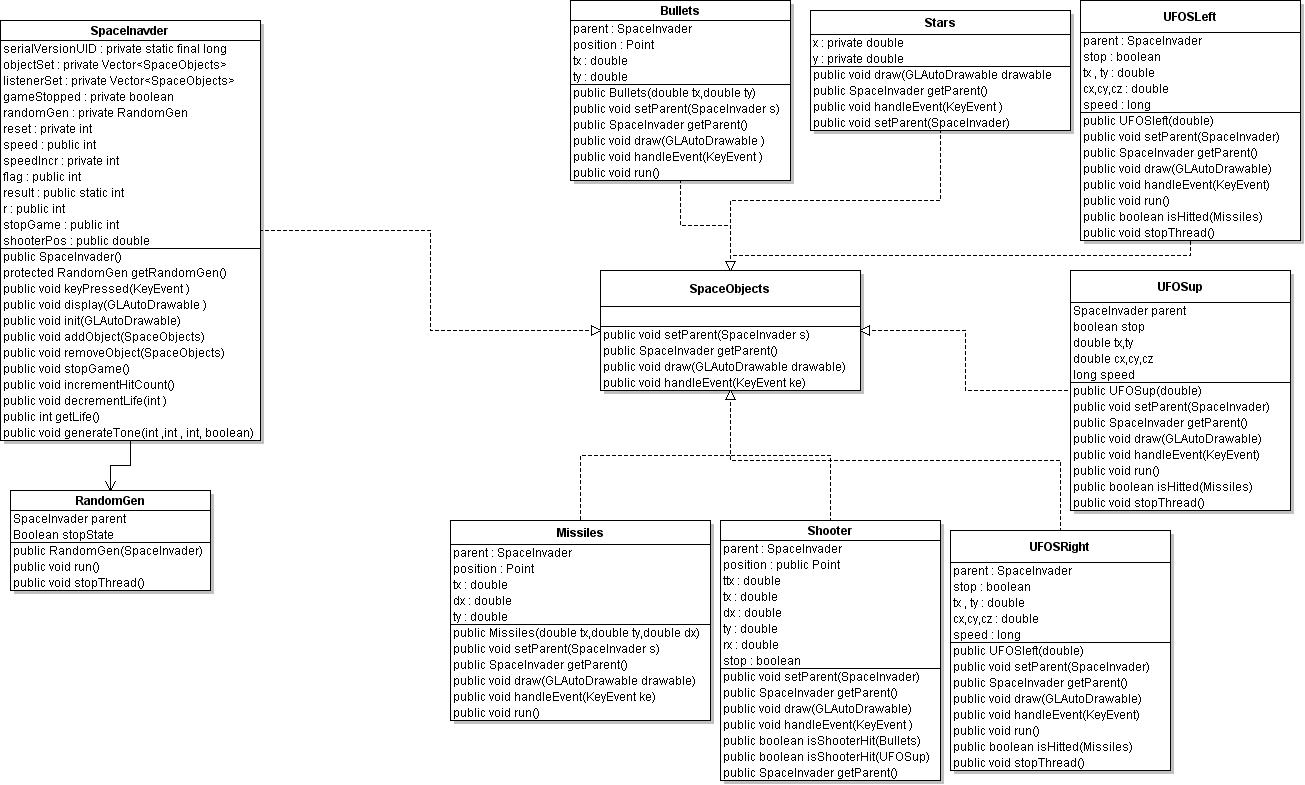 SpaceInavder
serialVersionUID : private static final long
objectSet : private Vector<SpaceObjects>
listenerSet : private Vector<SpaceObjects>
gameStopped : private boolean
randomGen : private RandomGen
reset : private int
speed : public int
speedIncr : private int
flag : public int
result : public static int
r : public int
stopGame : public int
shooterPos : public double
public SpaceInvader()
protected RandomGen getRandomGen()
public void keyPressed(KeyEvent )
public void display(GLAutoDrawable )
public void init(GLAutoDrawable)
public void addObject(SpaceObjects)
public void removeObject(SpaceObjects)
public void stopGame()
public void incrementHitCount()
public void decrementLife(int )
public int getLife()
public void generateTone(int ,int , int, boolean)
RandomGen
SpaceInvader parent
Boolean stopState
public RandomGen(SpaceInvader)
public void run()
public void stopThread()
Bullets
parent : SpaceInvader
position : Point
tx : double
ty : double
public Bullets(double tx,double ty)
public void setParent(SpaceInvader s)
public SpaceInvader getParent()
public void draw(GLAutoDrawable )
public void handleEvent(KeyEvent )
public void run()
Stars
x : private double
y : private double
public void draw(GLAutoDrawable drawable
public SpaceInvader getParent()
public void handleEvent(KeyEvent )
public void setParent(SpaceInvader)
UFOSLeft
parent : SpaceInvader
stop : boolean
tx , ty : double
cx,cy,cz : double
speed : long
public UFOSleft(double)
public void setParent(SpaceInvader)
public SpaceInvader getParent()
public void draw(GLAutoDrawable)
public void handleEvent(KeyEvent)
public void run()
public boolean isHitted(Missiles)
public void stopThread()
SpaceObjects
public void setParent(SpaceInvader s)
public SpaceInvader getParent()
public void draw(GLAutoDrawable drawable)
public void handleEvent(KeyEvent ke)
UFOSup
SpaceInvader parent
boolean stop
double tx,ty
double cx,cy,cz
long speed
public UFOSup(double)
public void setParent(SpaceInvader)
public SpaceInvader getParent()
public void draw(GLAutoDrawable)
public void handleEvent(KeyEvent)
public void run()
public boolean isHitted(Missiles)
public void stopThread()
Missiles
parent : SpaceInvader
position : Point
tx : double
dx : double
ty : double
public Missiles(double tx,double ty,double dx)
public void setParent(SpaceInvader s)
public SpaceInvader getParent()
public void draw(GLAutoDrawable drawable)
public void handleEvent(KeyEvent ke)
public void run()
Shooter
parent : SpaceInvader
position : public Point
ttx : double
tx : double
dx : double
ty : double
rx : double
stop : boolean
public void setParent(SpaceInvader)
public SpaceInvader getParent()
public void draw(GLAutoDrawable)
public void handleEvent(KeyEvent )
public boolean isShooterHit(Bullets)
public boolean isShooterHit(UFOSup)
public SpaceInvader getParent()
UFOSRight
parent : SpaceInvader
stop : boolean
tx , ty : double
cx,cy,cz : double
speed : long
public UFOSleft(double)
public void setParent(SpaceInvader)
public SpaceInvader getParent()
public void draw(GLAutoDrawable)
public void handleEvent(KeyEvent)
public void run()
public boolean isHitted(Missiles)
public void stopThread()